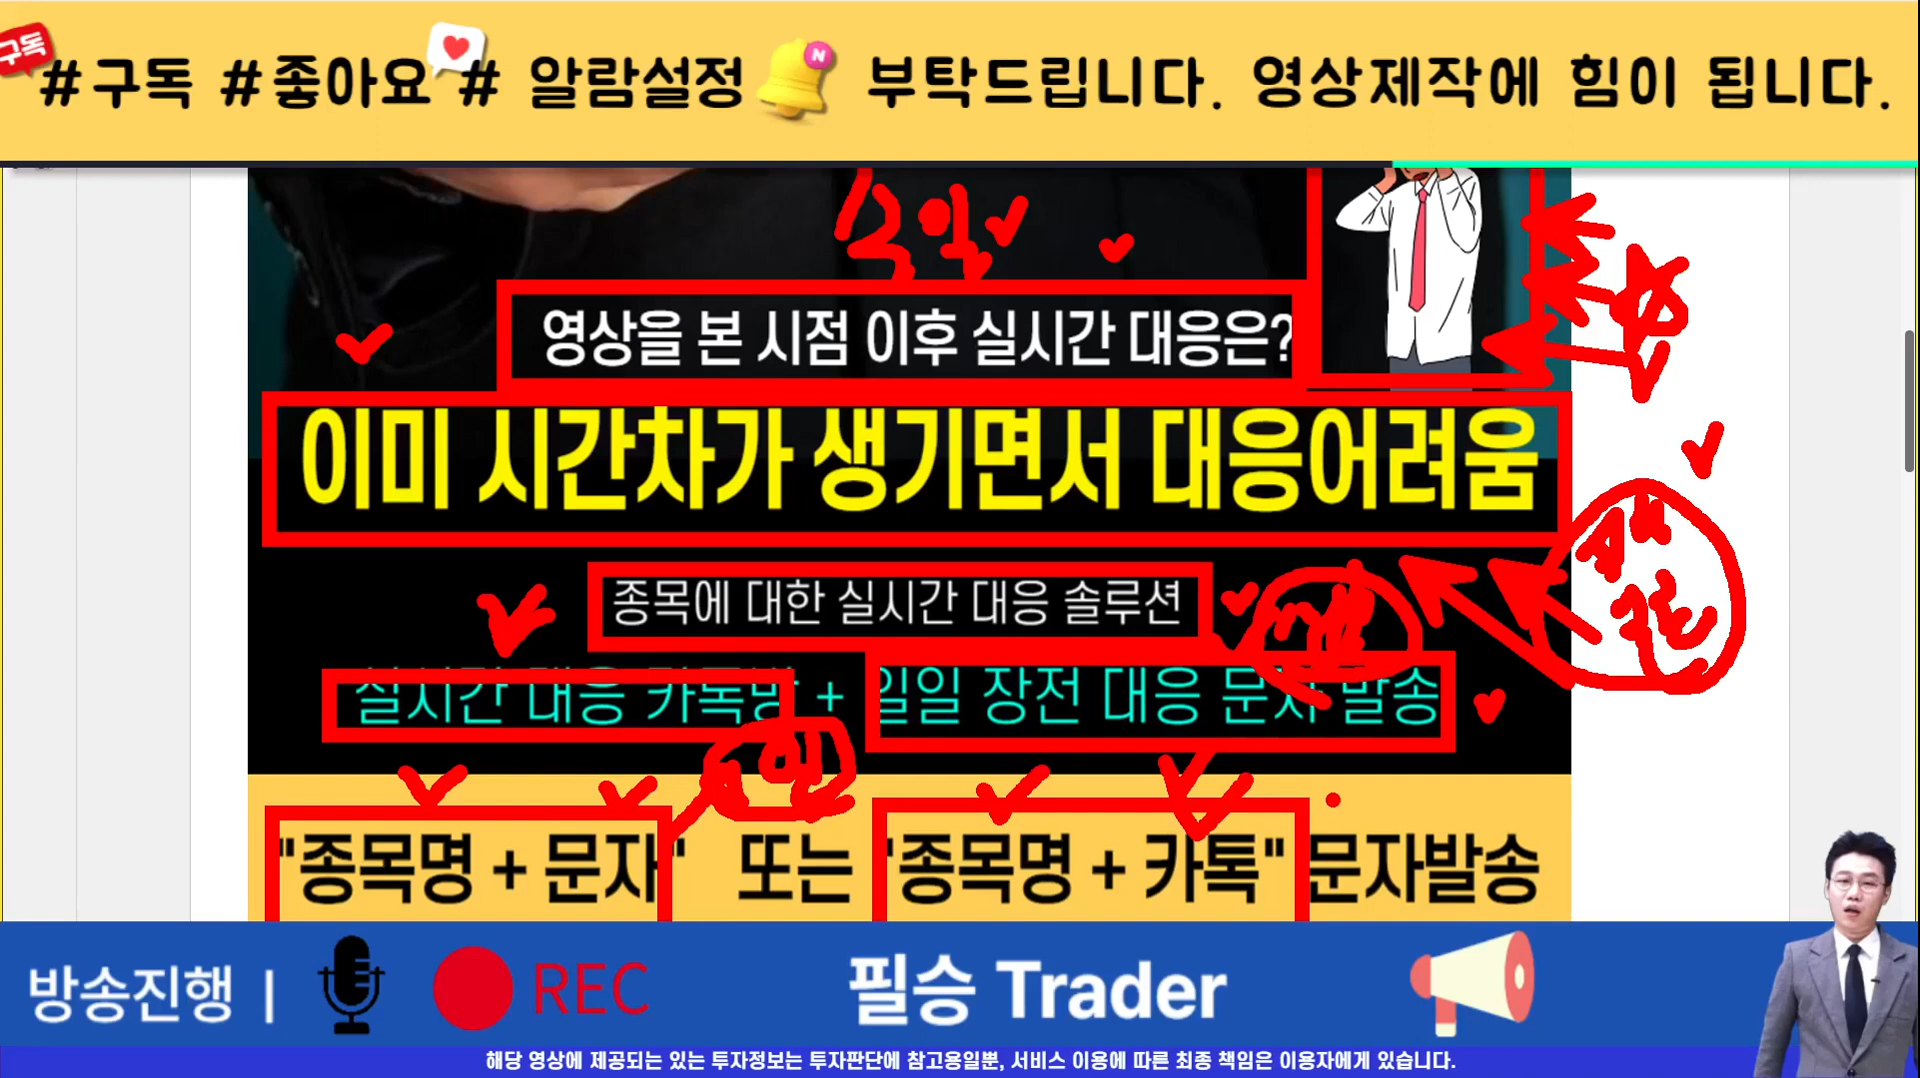 구독
#구독 #좋아요 # 알람설정 N 부탁드립니다. 영상제작에 힘이 됩니다.
영상을 본 시점 이후 실시간 대응은?
이미 시간차가 생기면서 대응어려움
종목에 대한 실시간 대응 솔루션
실시간 대응 카톡방 + 일일 장전 대응 문자 발송
"종목명 + 문자" 또는 "종목명 + 카톡" 문자발송
방송진행 | REC 필승 Trader
해당 영상에 제공되는 있는 투자정보는 투자판단에 참고용일뿐, 서비스 이용에 따른 최종 책임은 이용자에게 있습니다.